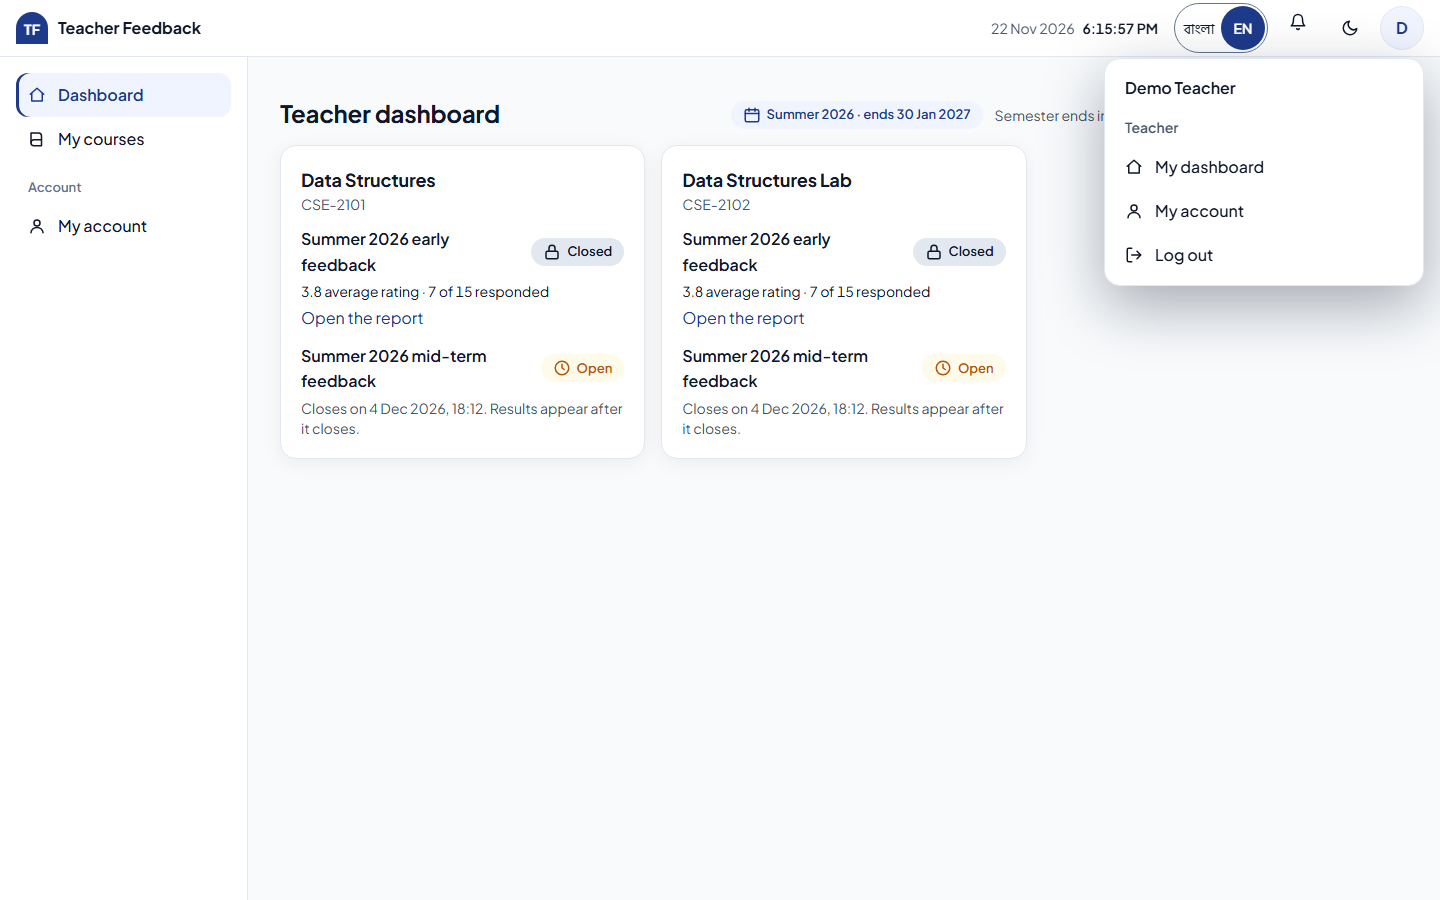 TF Teacher Feedback
22 Nov 2026 6:15:57 PM
বাংলা EN
D
Dashboard
My courses
Account
My account
Teacher dashboard
Summer 2026 · ends 30 Jan 2027
Semester ends
Data Structures
CSE-2101
Summer 2026 early
feedback
Closed
3.8 average rating · 7 of 15 responded
Open the report
Summer 2026 mid-term
feedback
Open
Closes on 4 Dec 2026, 18:12. Results appear after
it closes.
Data Structures Lab
CSE-2102
Summer 2026 early
feedback
Closed
3.8 average rating · 7 of 15 responded
Open the report
Summer 2026 mid-term
feedback
Open
Closes on 4 Dec 2026, 18:12. Results appear after
it closes.
Demo Teacher
Teacher
My dashboard
My account
Log out